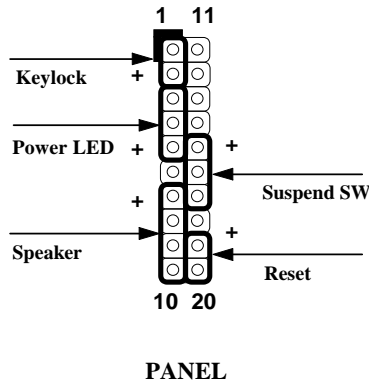 1 11
Keylock +
Power LED + +
Suspend SW
+
Speaker +
Reset
10 20
PANEL